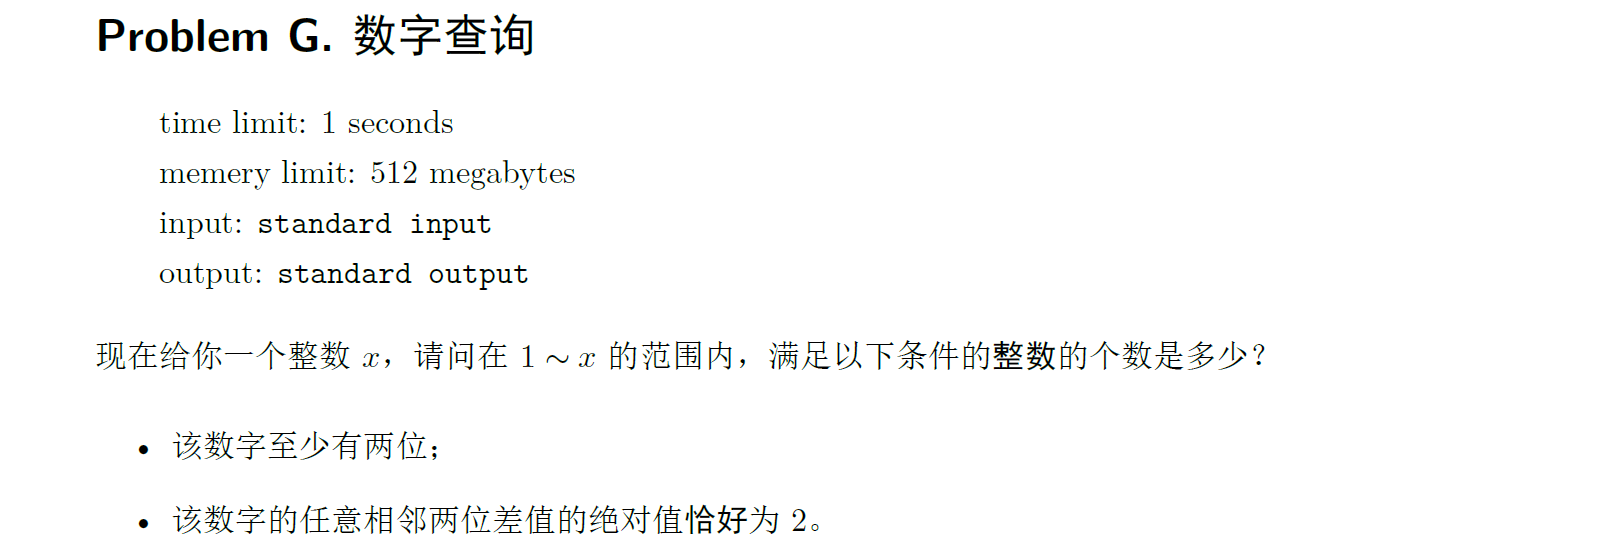 Problem G. 数字查询
time limit: 1 seconds
memery limit: 512 megabytes
input: standard input
output: standard output
现在给你一个整数 x，请问在 1 ∼ x 的范围内，满足以下条件的整数的个数是多少？
• 该数字至少有两位；
• 该数字的任意相邻两位差值的绝对值恰好为 2。